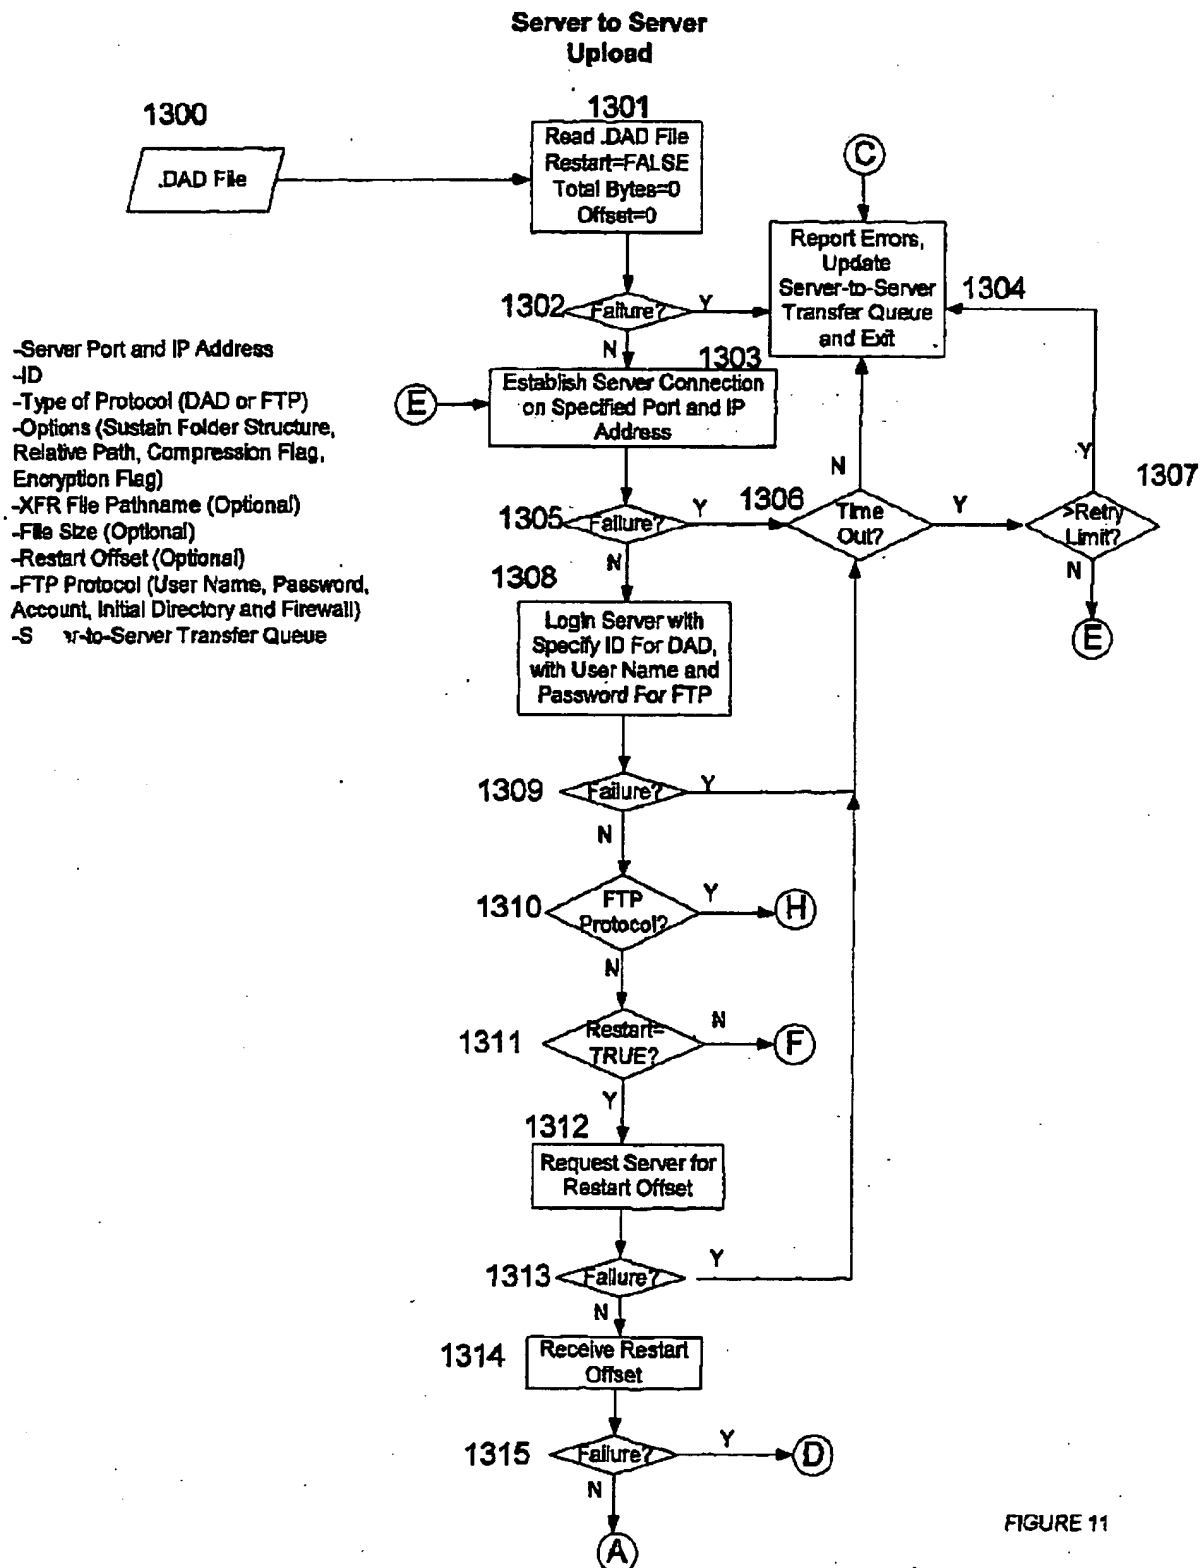 Server to Server
Upload
1300
.DAD File
1301
Read .DAD File
Restart=FALSE
Total Bytes=0
Offset=0
C
Report Errors,
Update
Server-to-Server
Transfer Queue
and Exit
1304
1302
Failure?
Y
N
1303
-Server Port and IP Address
-ID
-Type of Protocol (DAD or FTP)
-Options (Sustain Folder Structure,
Relative Path, Compression Flag,
Encryption Flag)
-XFR File Pathname (Optional)
-File Size (Optional)
-Restart Offset (Optional)
-FTP Protocol (User Name, Password,
Account, Initial Directory and Firewall)
Transfer Queue
E
Establish Server Connection
on Specified Port and IP
Address
1305
Failure?
Y
N
1306
Time
Out?
N
Y
1307
>Retry
Limit?
Y
N
E
1308
Login Server with
Specify ID For DAD,
with User Name and
Password For FTP
1309
Failure?
Y
N
1310
FTP
Protocol?
Y
H
N
1311
Restart=
TRUE?
N
F
Y
1312
Request Server for
Restart Offset
1313
Failure?
Y
N
1314
Receive Restart
Offset
1315
Failure?
Y
D
N
A
FIGURE 11